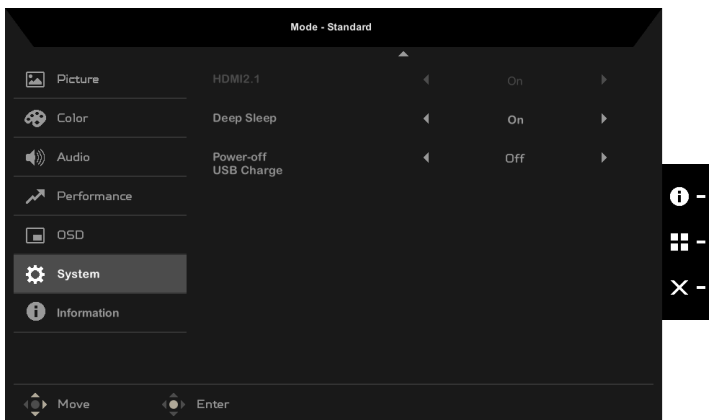 Mode - Standard
Picture
HDMI2.1 On
Color
Deep Sleep On
Audio
Power-off Off
USB Charge
Performance
OSD
System
Information
Move Enter